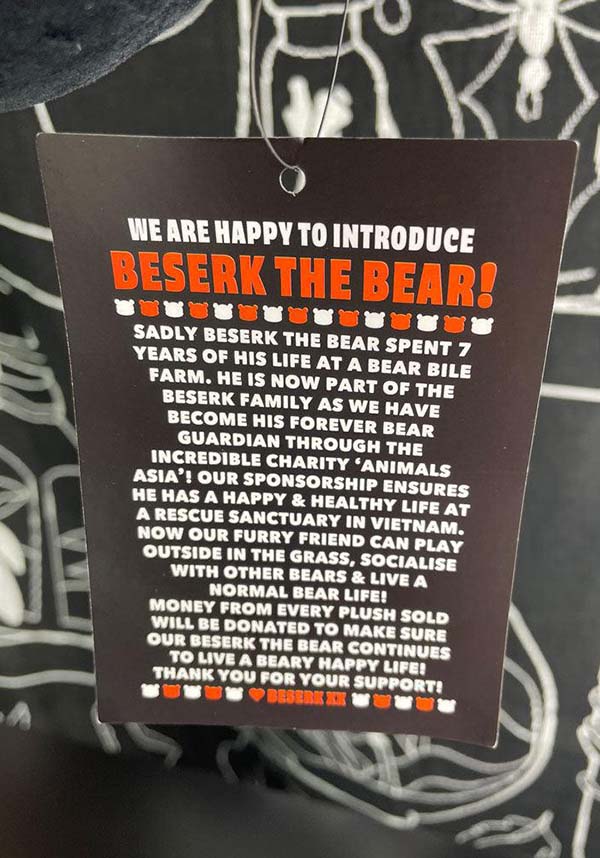 WE ARE HAPPY TO INTRODUCE
BESERK THE BEAR!
SADLY BESERK THE BEAR SPENT 7
YEARS OF HIS LIFE AT A BEAR BILE
FARM. HE IS NOW PART OF THE
BESERK FAMILY AS WE HAVE
BECOME HIS FOREVER BEAR
GUARDIAN THROUGH THE
INCREDIBLE CHARITY ‘ANIMALS
ASIA’! OUR SPONSORSHIP ENSURES
HE HAS A HAPPY & HEALTHY LIFE AT
A RESCUE SANCTUARY IN VIETNAM.
NOW OUR FURRY FRIEND CAN PLAY
OUTSIDE IN THE GRASS, SOCIALISE
WITH OTHER BEARS & LIVE A
NORMAL BEAR LIFE!
MONEY FROM EVERY PLUSH SOLD
WILL BE DONATED TO MAKE SURE
OUR BESERK THE BEAR CONTINUES
TO LIVE A BEARY HAPPY LIFE!
THANK YOU FOR YOUR SUPPORT!
BESERK XX